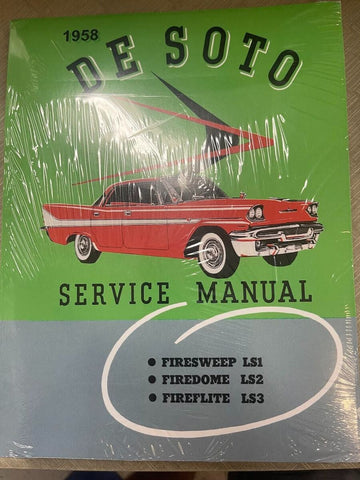 1958
DE SOTO
SERVICE MANUAL
● FIRESWEEP LS1
● FIREDOME LS2
● FIREFLITE LS3